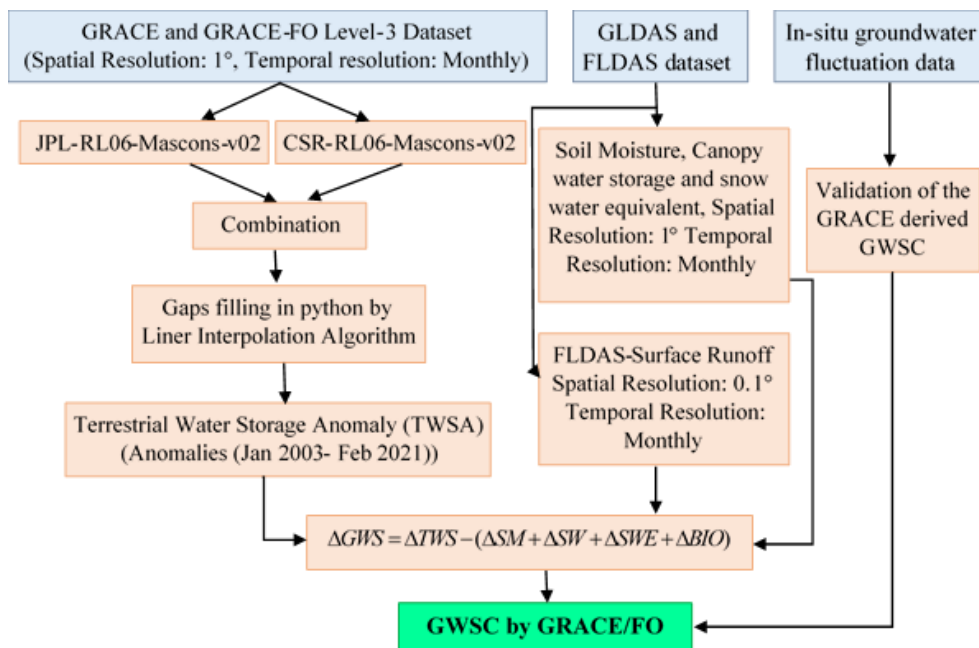 GRACE and GRACE-FO Level-3 Dataset
(Spatial Resolution: 1°, Temporal resolution: Monthly)
GLDAS and
FLDAS dataset
In-situ groundwater
fluctuation data
JPL-RL06-Mascons-v02
CSR-RL06-Mascons-v02
Combination
Gaps filling in python by
Liner Interpolation Algorithm
Terrestrial Water Storage Anomaly (TWSA)
(Anomalies (Jan 2003- Feb 2021))
Soil Moisture, Canopy
water storage and snow
water equivalent, Spatial
Resolution: 1° Temporal
Resolution: Monthly
Validation of the
GRACE derived
GWSC
FLDAS-Surface Runoff
Spatial Resolution: 0.1°
Temporal Resolution:
Monthly
ΔGWS = ΔTWS − (ΔSM + ΔSW + ΔSWE + ΔBIO)
GWSC by GRACE/FO